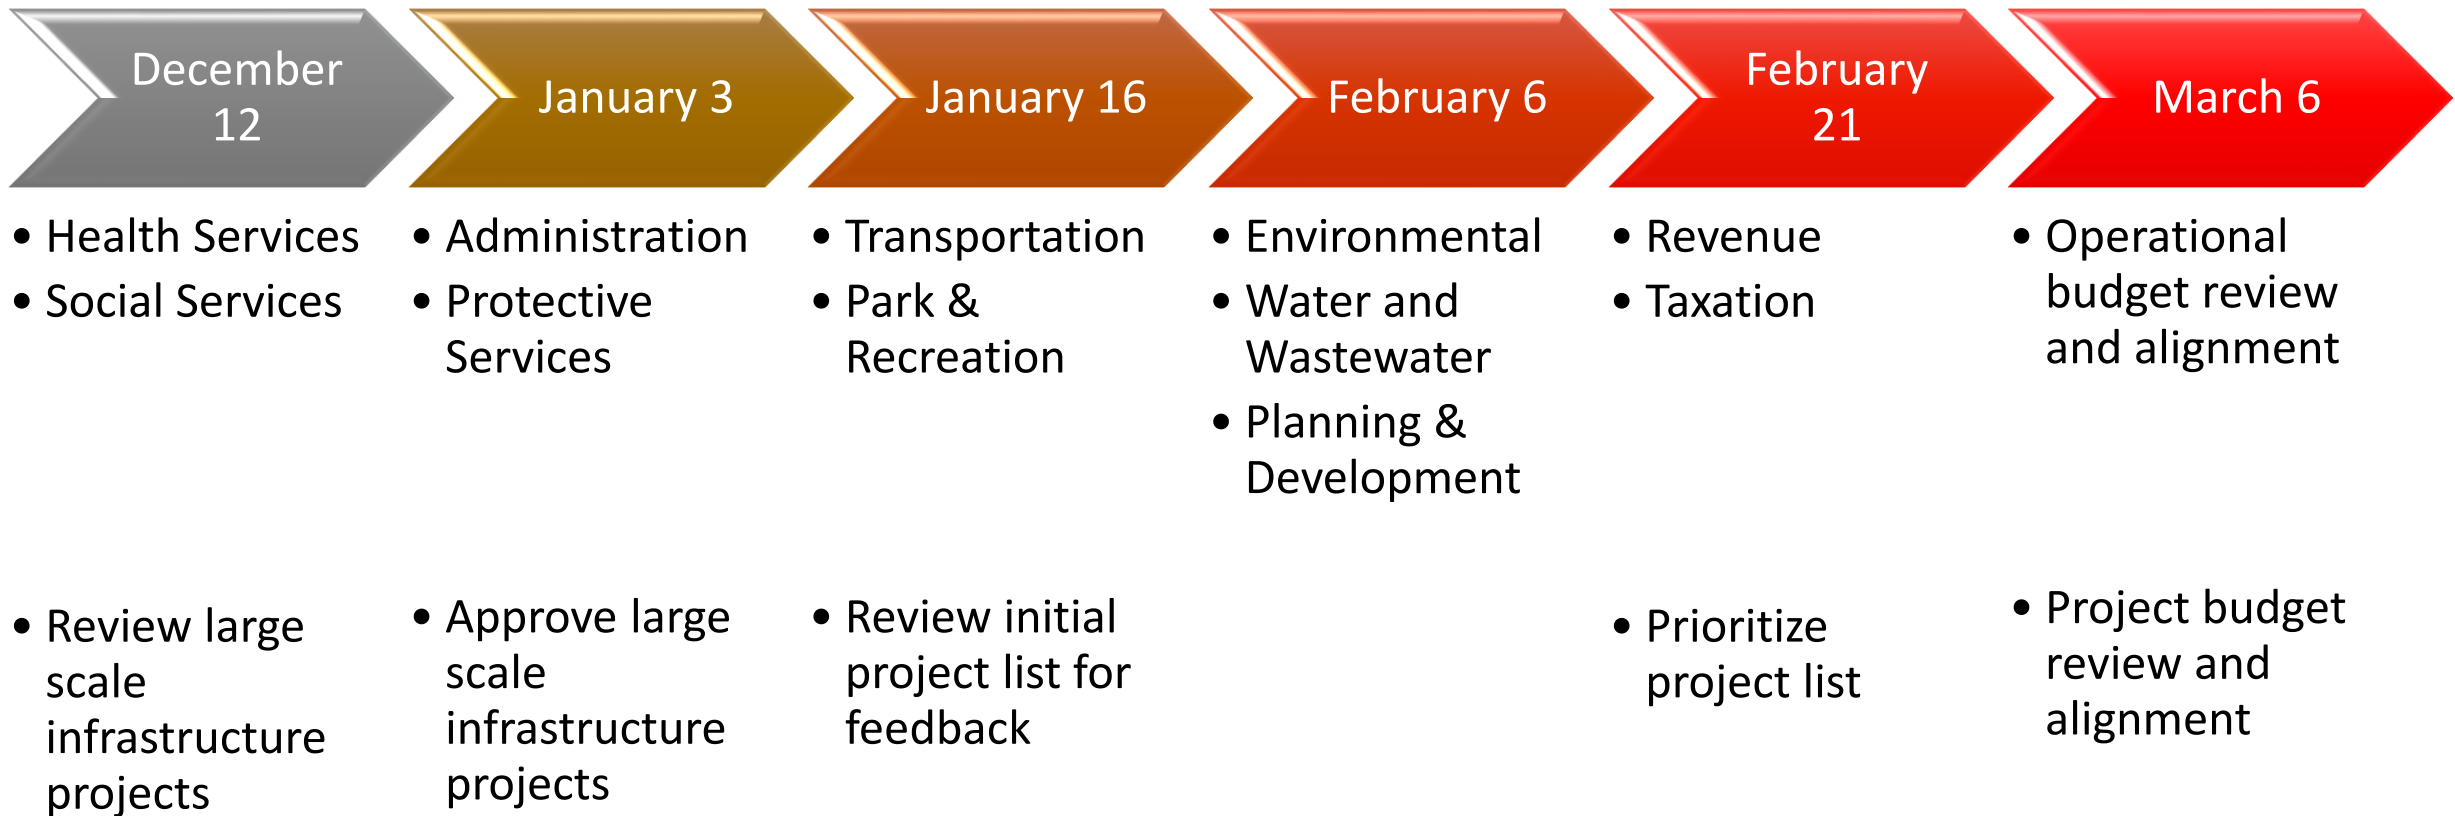 December
12
January 3
January 16
February 6
February
21
March 6
• Health Services
• Social Services
• Administration
• Protective
Services
• Transportation
• Park &
Recreation
• Environmental
• Water and
Wastewater
• Planning &
Development
• Revenue
• Taxation
• Operational
budget review
and alignment
• Review large
scale
infrastructure
projects
• Approve large
scale
infrastructure
projects
• Review initial
project list for
feedback
• Prioritize
project list
• Project budget
review and
alignment